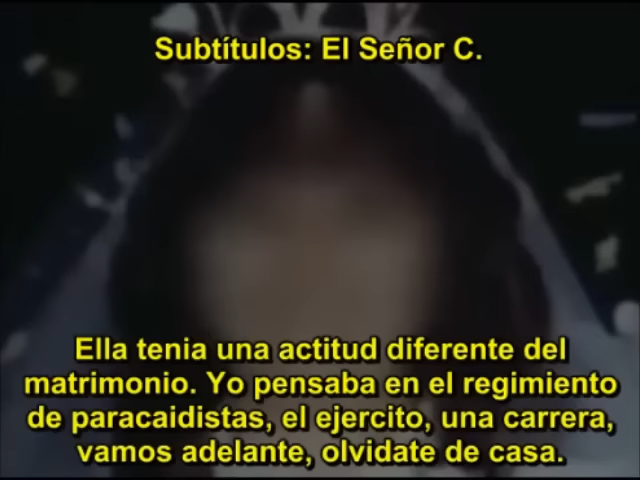 Subtítulos: El Señor C.
Ella tenia una actitud diferente del
matrimonio. Yo pensaba en el regimiento
de paracaidistas, el ejercito, una carrera,
vamos adelante, olvidate de casa.